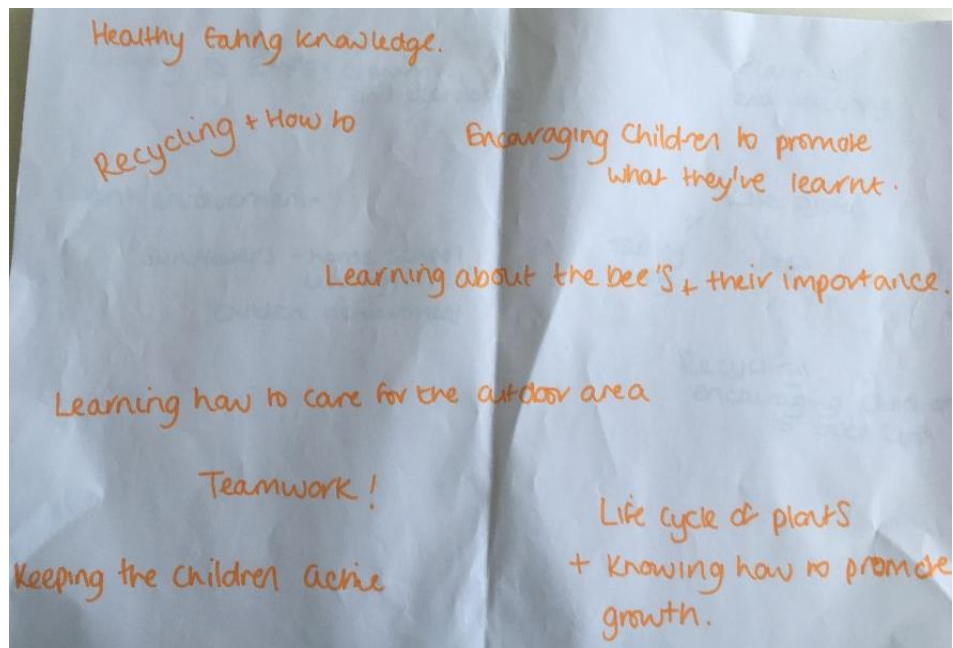 Healthy Eating knowledge.
Recycling + How to
Encouraging Children to promote
what they've learnt.
Learning about the bee's + their importance.
Learning how to care for the outdoor area
Teamwork!
Life cycle of plants
+ Knowing how to promote
growth.
Keeping the children active